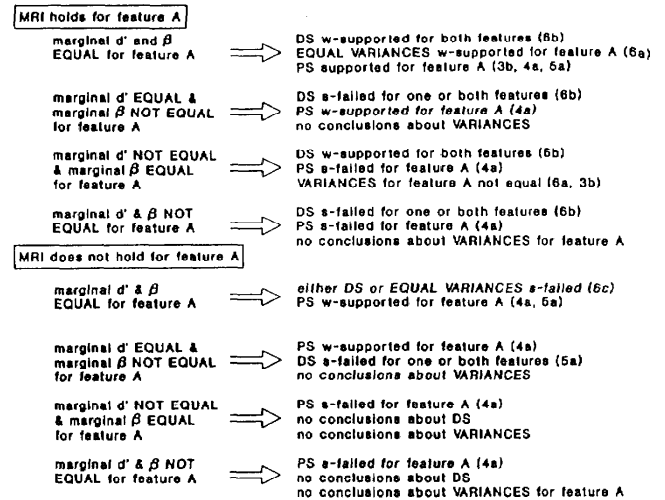 MRI holds for feature A
marginal d' and β
EQUAL for feature A
DS w-supported for both features (6b)
EQUAL VARIANCES w-supported for feature A (6a)
PS supported for feature A (3b, 4a, 5a)
marginal d' EQUAL &
marginal β NOT EQUAL
for feature A
DS s-failed for one or both features (6b)
PS w-supported for feature A (4a)
no conclusions about VARIANCES
marginal d' NOT EQUAL
& marginal β EQUAL
for feature A
DS w-supported for both features (6b)
PS s-failed for feature A (4a)
VARIANCES for feature A not equal (6a, 3b)
marginal d' & β NOT
EQUAL for feature A
DS s-failed for one or both features (6b)
PS s-failed for feature A (4a)
no conclusions about VARIANCES for feature A
MRI does not hold for feature A
marginal d' & β
EQUAL for feature A
either DS or EQUAL VARIANCES s-failed (6c)
PS w-supported for feature A (4a, 5a)
marginal d' EQUAL &
marginal β NOT EQUAL
for feature A
PS w-supported for feature A (4a)
DS s-failed for one or both features (5a)
no conclusions about VARIANCES
marginal d' NOT EQUAL
& marginal β EQUAL
for feature A
PS s-failed for feature A (4a)
no conclusions about DS
no conclusions about VARIANCES
marginal d' & β NOT
EQUAL for feature A
PS s-failed for feature A (4a)
no conclusions about DS
no conclusions about VARIANCES for feature A